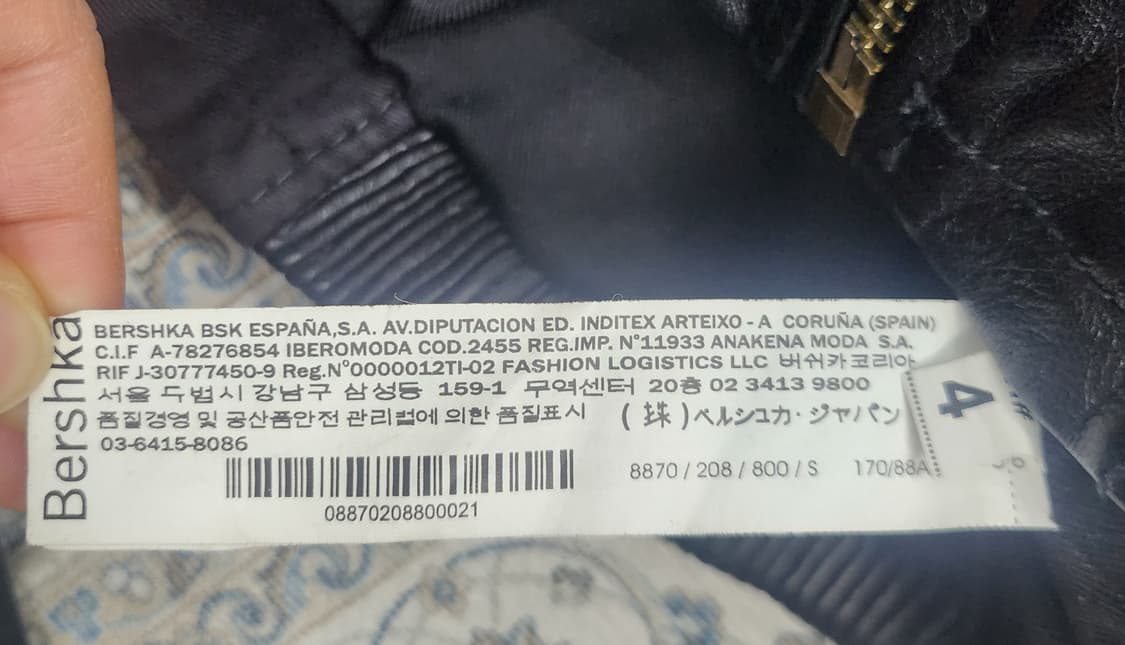 Bershka
BERSHKA BSK ESPAÑA,S.A. AV.DIPUTACION ED. INDITEX ARTEIXO - A CORUÑA (SPAIN)
C.I.F A-78276854 IBEROMODA COD.2455 REG.IMP. N°11933 ANAKENA MODA S.A.
RIF J-30777450-9 Reg.N°0000012TI-02 FASHION LOGISTICS LLC 버쉬카코리아
서울 두법시 강남구 삼성등 159-1 무역센터 20층 02 3413 9800
품질경영 및 공산품안전 관리법에 의한 품질표시 (珠)ベルシュカ・ジャパン
03-6415-8086
8870 / 208 / 800 / S 170/88A
08870208800021
4